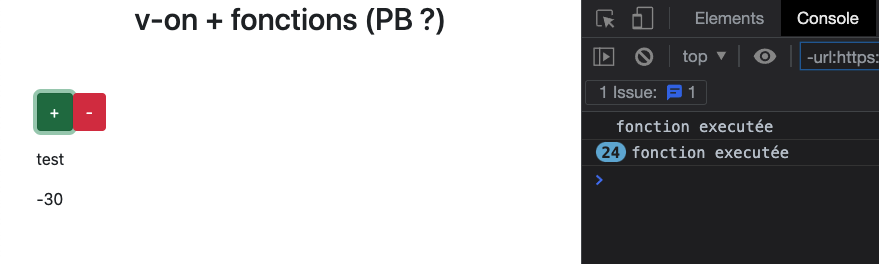 v-on + fonctions (PB ?)
+ -
test
-30
Elements Console
top ▼ -url:https:
1 Issue: 1
fonction executée
24 fonction executée
>